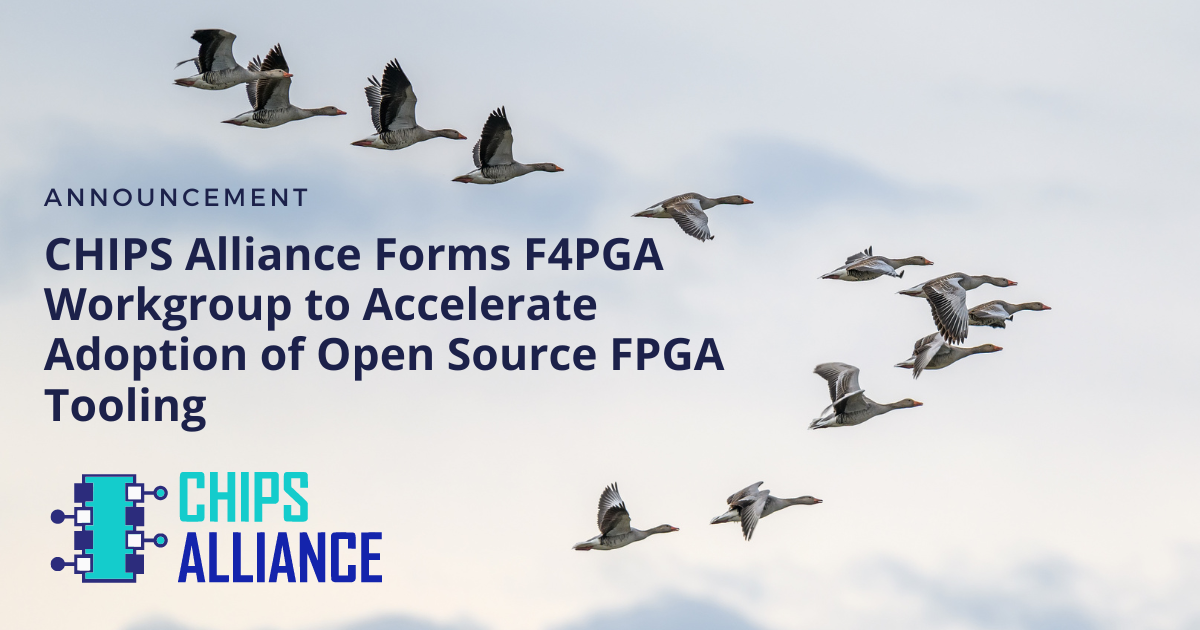 ANNOUNCEMENT
CHIPS Alliance Forms F4PGA
Workgroup to Accelerate
Adoption of Open Source FPGA
Tooling
CHIPS
ALLIANCE